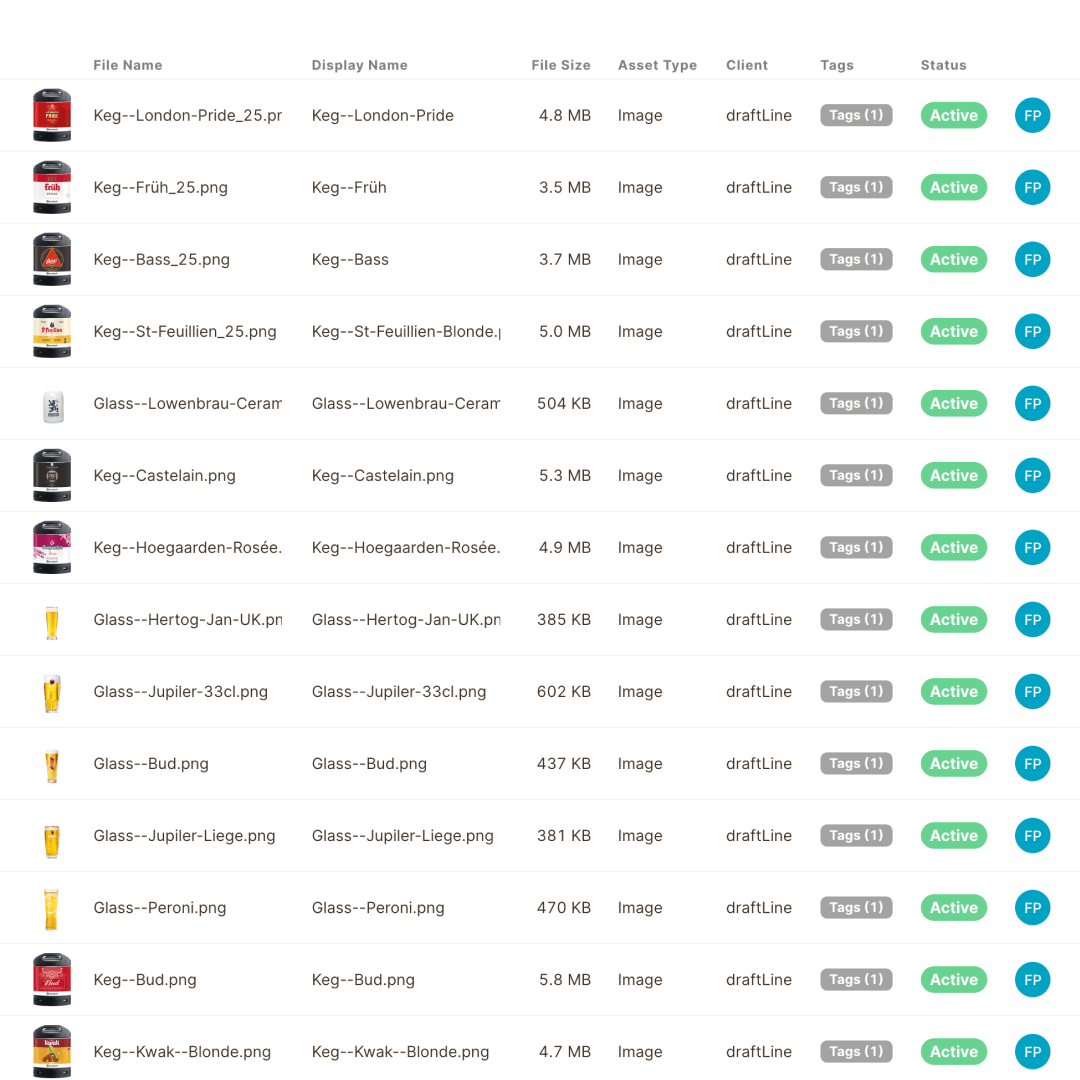 File Name Display Name File Size Asset Type Client Tags Status
Keg--London-Pride_25.pr Keg--London-Pride 4.8 MB Image draftLine Tags (1) Active FP
Keg--Früh_25.png Keg--Früh 3.5 MB Image draftLine Tags (1) Active FP
Keg--Bass_25.png Keg--Bass 3.7 MB Image draftLine Tags (1) Active FP
Keg--St-Feuillien_25.png Keg--St-Feuillien-Blonde. 5.0 MB Image draftLine Tags (1) Active FP
Glass--Lowenbrau-Ceram Glass--Lowenbrau-Ceram 504 KB Image draftLine Tags (1) Active FP
Keg--Castelain.png Keg--Castelain.png 5.3 MB Image draftLine Tags (1) Active FP
Keg--Hoegaarden-Rosée. Keg--Hoegaarden-Rosée. 4.9 MB Image draftLine Tags (1) Active FP
Glass--Hertog-Jan-UK.pn Glass--Hertog-Jan-UK.pn 385 KB Image draftLine Tags (1) Active FP
Glass--Jupiler-33cl.png Glass--Jupiler-33cl.png 602 KB Image draftLine Tags (1) Active FP
Glass--Bud.png Glass--Bud.png 437 KB Image draftLine Tags (1) Active FP
Glass--Jupiler-Liege.png Glass--Jupiler-Liege.png 381 KB Image draftLine Tags (1) Active FP
Glass--Peroni.png Glass--Peroni.png 470 KB Image draftLine Tags (1) Active FP
Keg--Bud.png Keg--Bud.png 5.8 MB Image draftLine Tags (1) Active FP
Keg--Kwak--Blonde.png Keg--Kwak--Blonde.png 4.7 MB Image draftLine Tags (1) Active FP